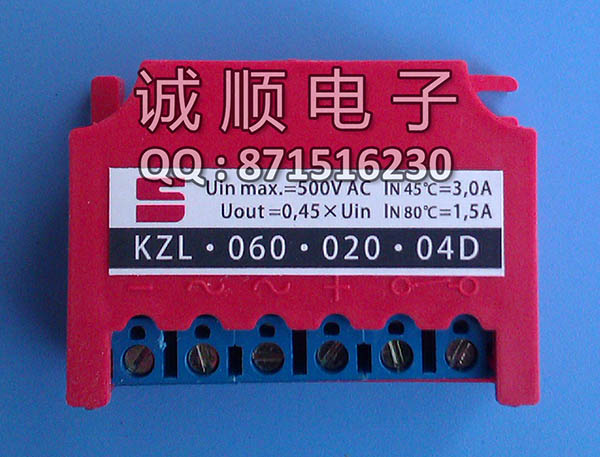 诚顺电子
QQ:871516230
S Uin max.=500V AC IN 45℃=3,0A
Uout=0,45×Uin IN 80℃=1,5A
KZL·060·020·04D
- ~ ~ +